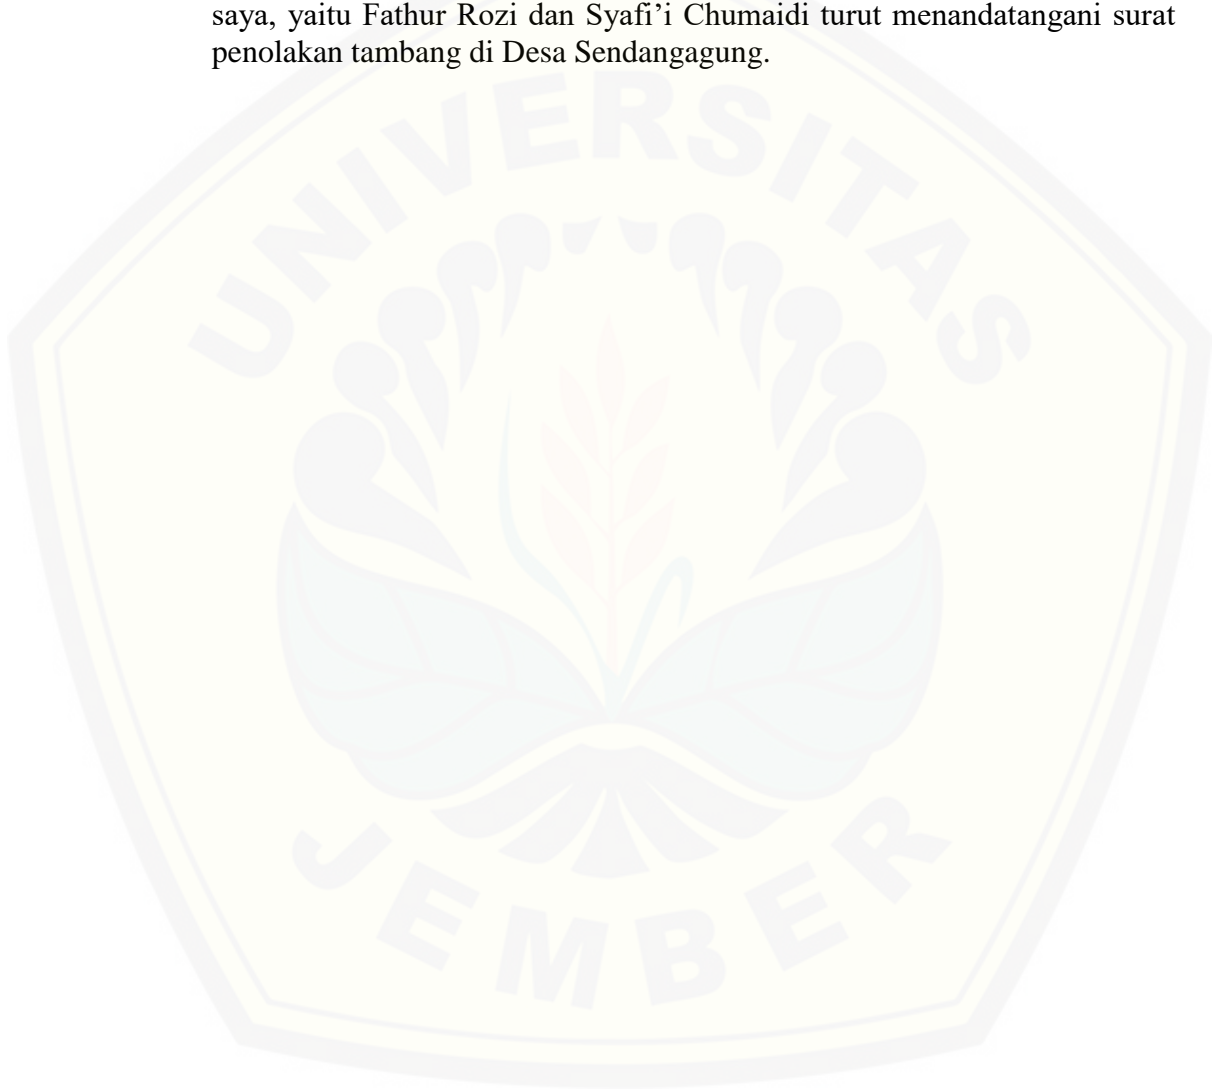 saya, yaitu Fathur Rozi dan Syafi’i Chumaidi turut menandatangani surat
penolakan tambang di Desa Sendangagung.
UNIVERSITAS
JEMBER